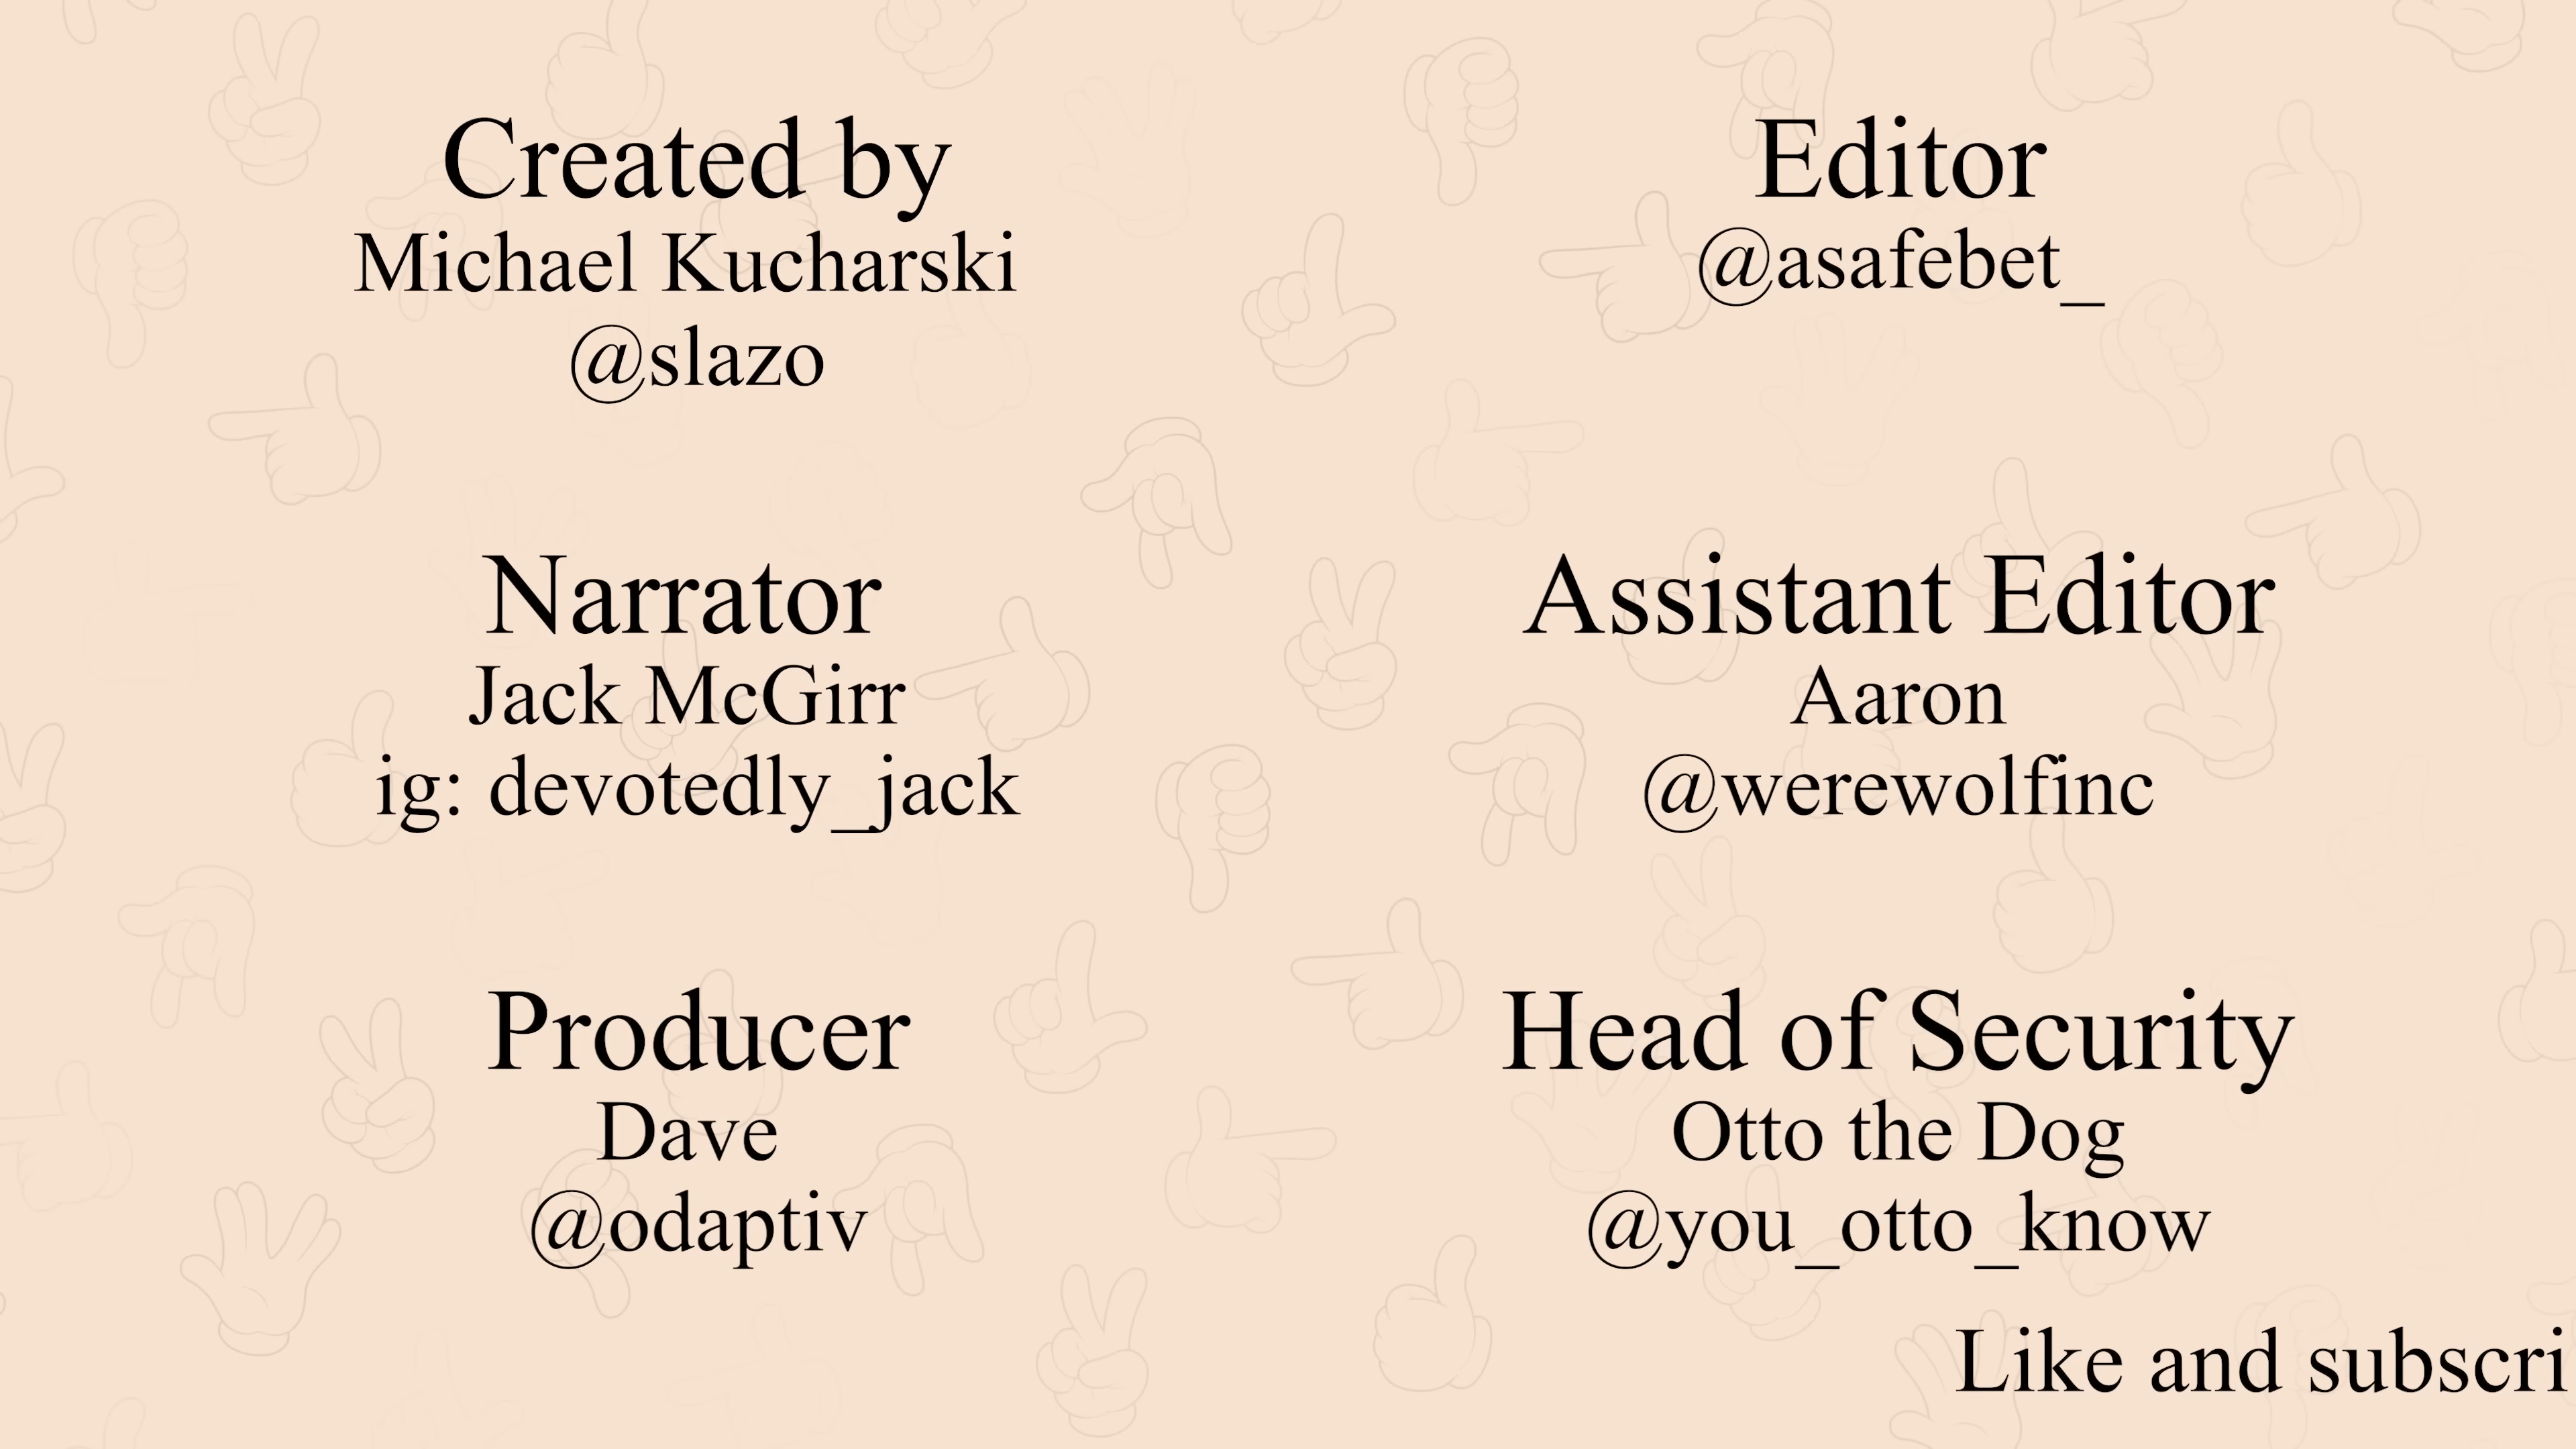 Created by
Michael Kucharski
@slazo
Editor
@asafebet_
Narrator
Jack McGirr
ig: devotedly_jack
Assistant Editor
Aaron
@werewolfinc
Producer
Dave
@odaptiv
Head of Security
Otto the Dog
@you_otto_know
Like and subscri